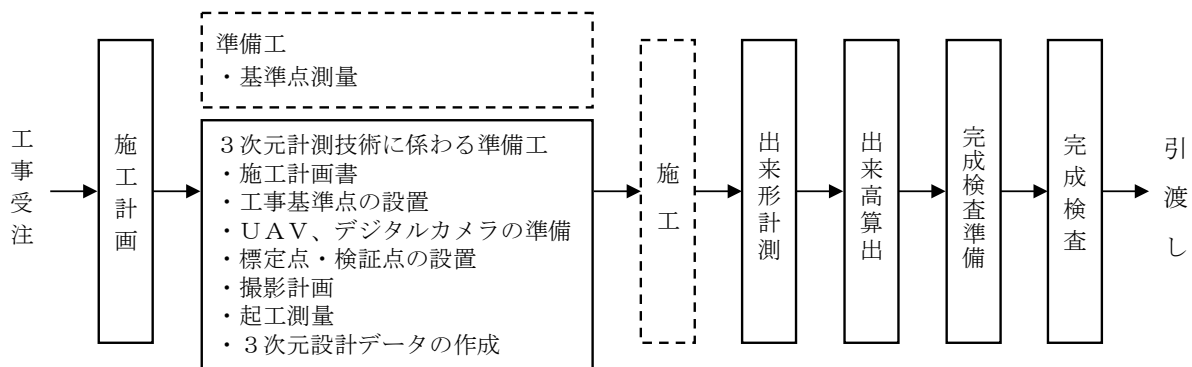 工事受注
施工計画
準備工
・基準点測量
３次元計測技術に係わる準備工
・施工計画書
・工事基準点の設置
・ＵＡＶ、デジタルカメラの準備
・標定点・検証点の設置
・撮影計画
・起工測量
・３次元設計データの作成
施工
出来形計測
出来高算出
完成検査準備
完成検査
引渡し